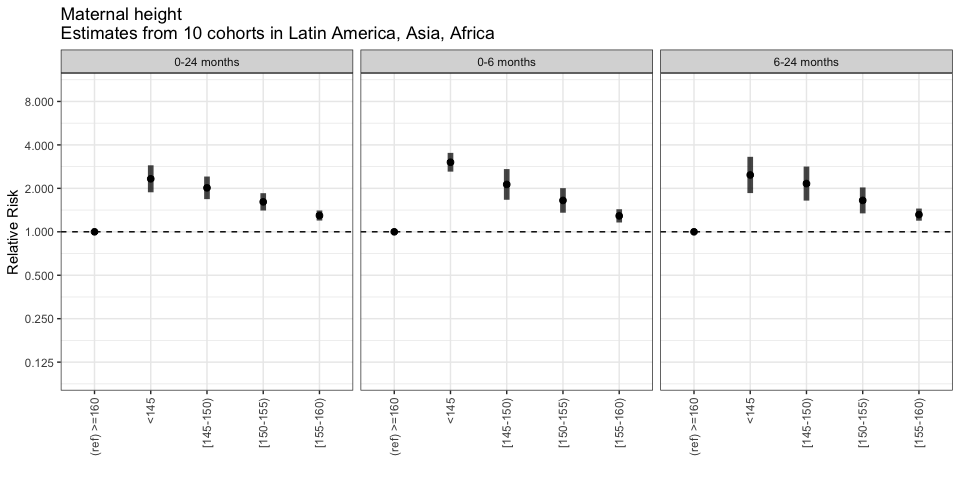 Maternal height
Estimates from 10 cohorts in Latin America, Asia, Africa
0-24 months
0-6 months
6-24 months
Relative Risk
8.000
4.000
2.000
1.000
0.500
0.250
0.125
(ref) >=160
<145
[145-150)
[150-155)
[155-160)
(ref) >=160
<145
[145-150)
[150-155)
[155-160)
(ref) >=160
<145
[145-150)
[150-155)
[155-160)